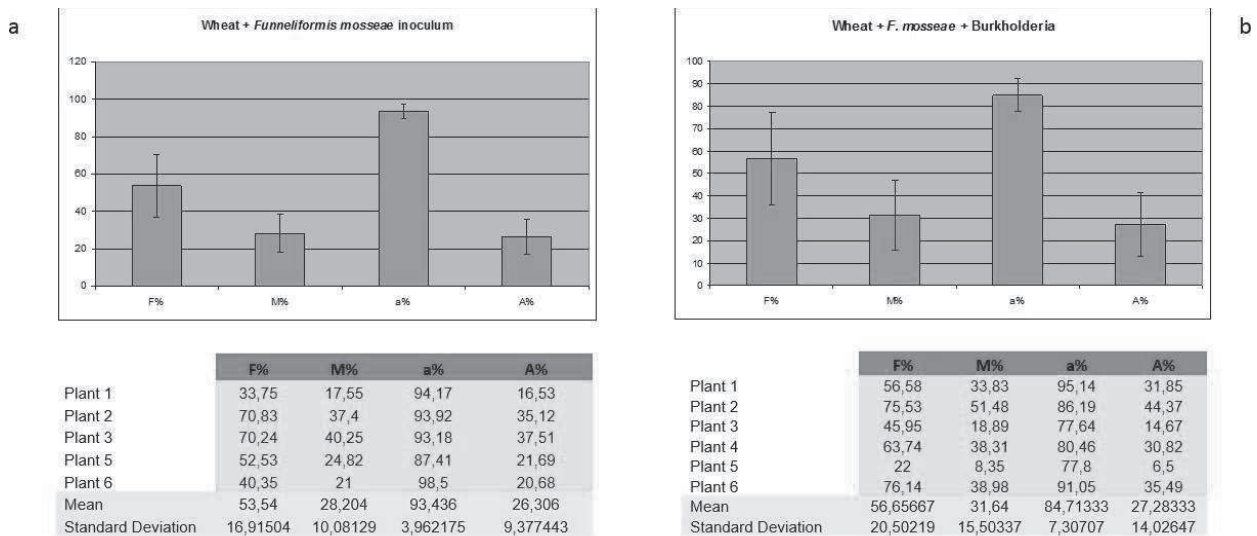 a
Wheat + Funneliformis mosseae inoculum
120
100
80
60
40
20
0
F% M% a% A%
F% M% a% A%
Plant 1 33,75 17,55 94,17 16,53
Plant 2 70,83 37,4 93,92 35,12
Plant 3 70,24 40,25 93,18 37,51
Plant 5 52,53 24,82 87,41 21,69
Plant 6 40,35 21 98,5 20,68
Mean 53,54 28,204 93,436 26,306
Standard Deviation 16,91504 10,08129 3,962175 9,377443
b
Wheat + F. mosseae + Burkholderia
100
90
80
70
60
50
40
30
20
10
0
F% M% a% A%
F% M% a% A%
Plant 1 56,58 33,83 95,14 31,85
Plant 2 75,53 51,48 86,19 44,37
Plant 3 45,95 18,89 77,64 14,67
Plant 4 63,74 38,31 80,46 30,82
Plant 5 22 8,35 77,8 6,5
Plant 6 76,14 38,98 91,05 35,49
Mean 56,65667 31,64 84,71333 27,28333
Standard Deviation 20,50219 15,50337 7,30707 14,02647